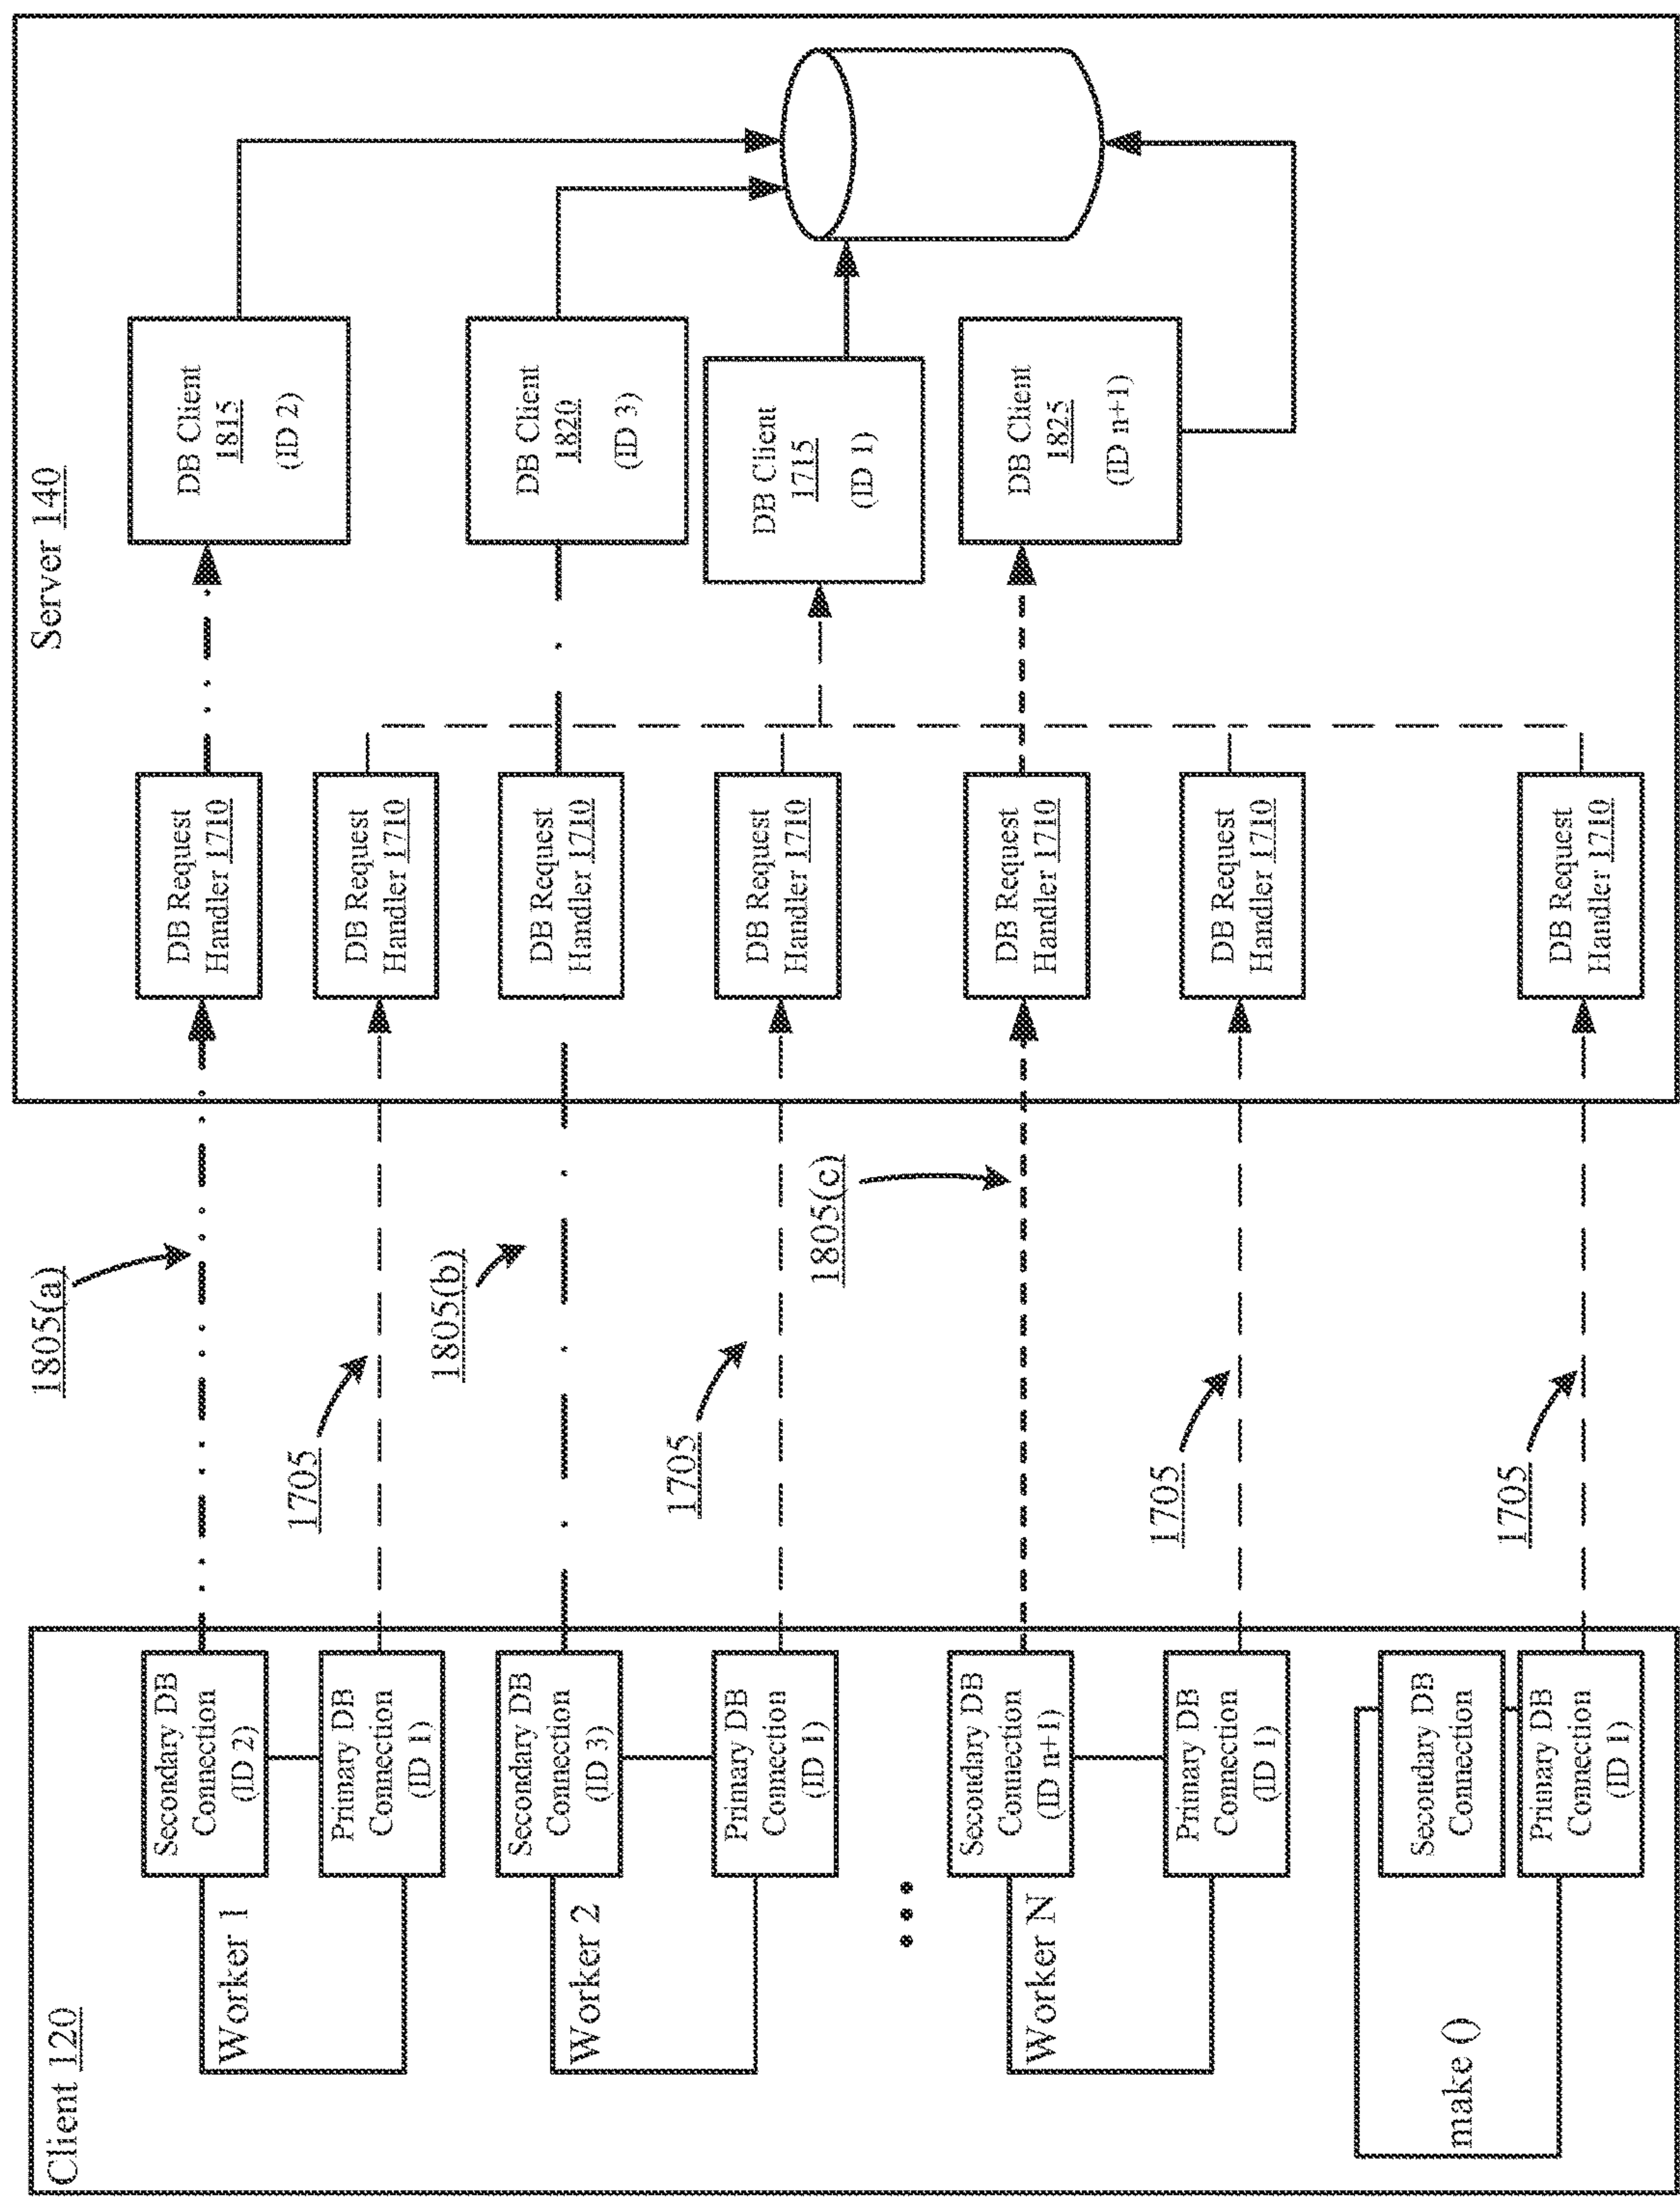 Client 120
Worker 1
Secondary DB
Connection
(ID 2)
Primary DB
Connection
(ID 1)
Worker 2
Secondary DB
Connection
(ID 3)
Primary DB
Connection
(ID 1)
Worker N
Secondary DB
Connection
(ID n+1)
Primary DB
Connection
(ID 1)
make ()
Secondary DB
Connection
Primary DB
Connection
(ID 1)
1805(a)
1705
1805(b)
1705
1805(c)
1705
1705
Server 140
DB Request
Handler 1710
DB Request
Handler 1710
DB Request
Handler 1710
DB Request
Handler 1710
DB Request
Handler 1710
DB Request
Handler 1710
DB Request
Handler 1710
DB Client
1815
(ID 2)
DB Client
1820
(ID 3)
DB Client
1715
(ID 1)
DB Client
1825
(ID n+1)